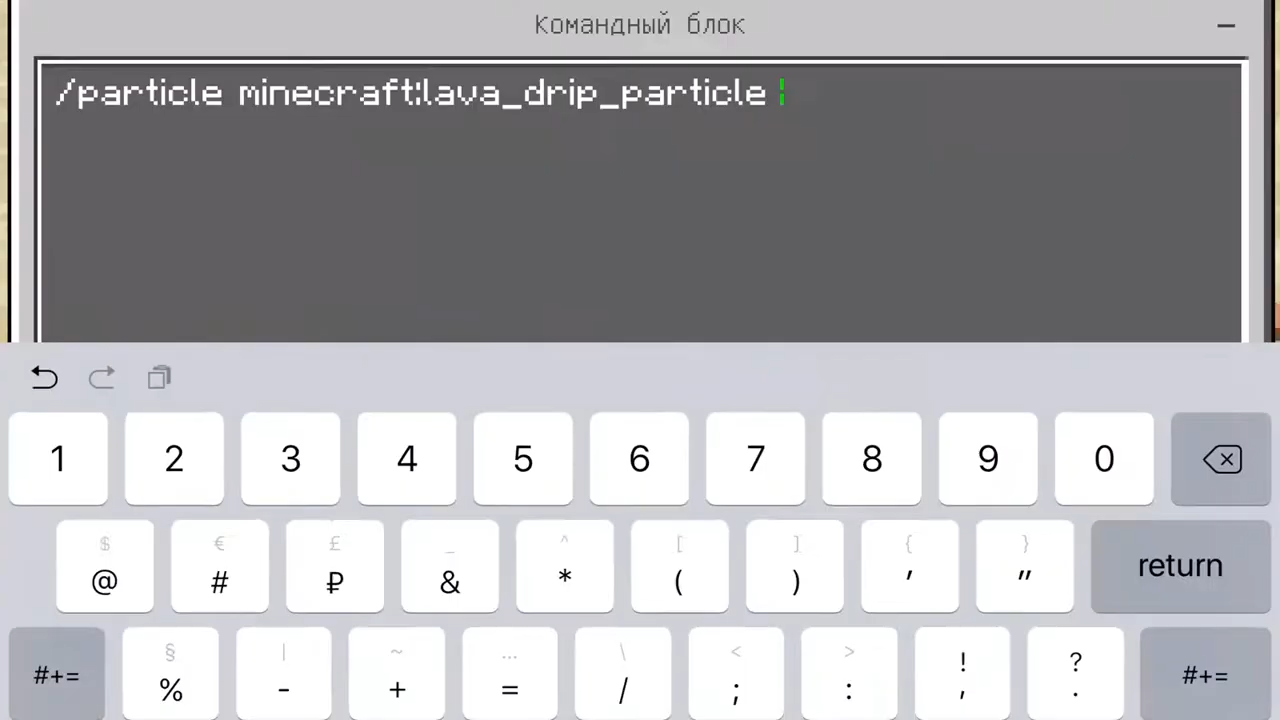 Командный блок
/particle minecraft:lava_drip_particle
1 2 3 4 5 6 7 8 9 0
$ € £ _ ^ [ ] { }
@ # ₽ & * ( ) ' " return
§ | ~ … \ < > ! ?
#+= % - + = / ; : , . #+=